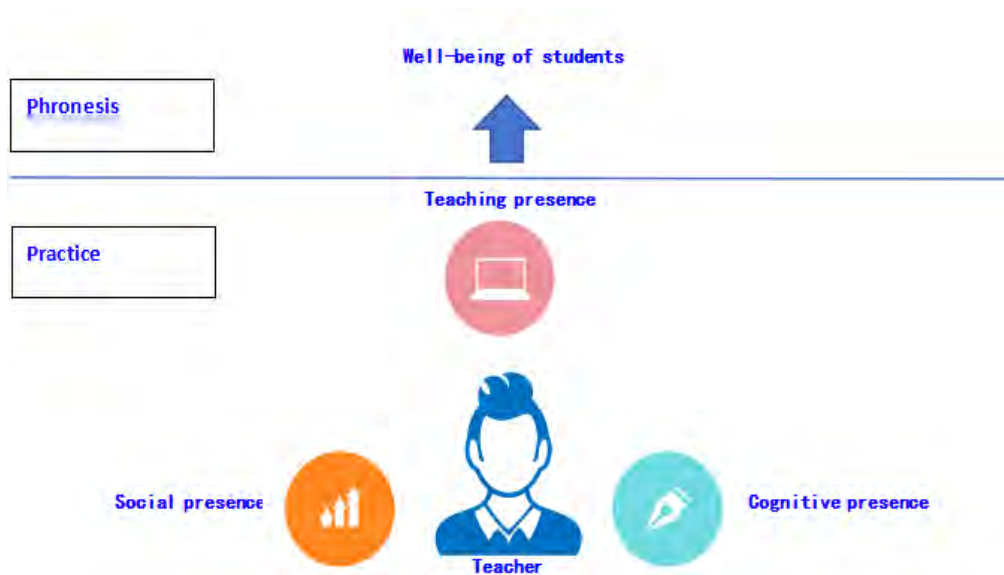 Well-being of students
Phronesis
Teaching presence
Practice
Social presence
Cognitive presence
Teacher